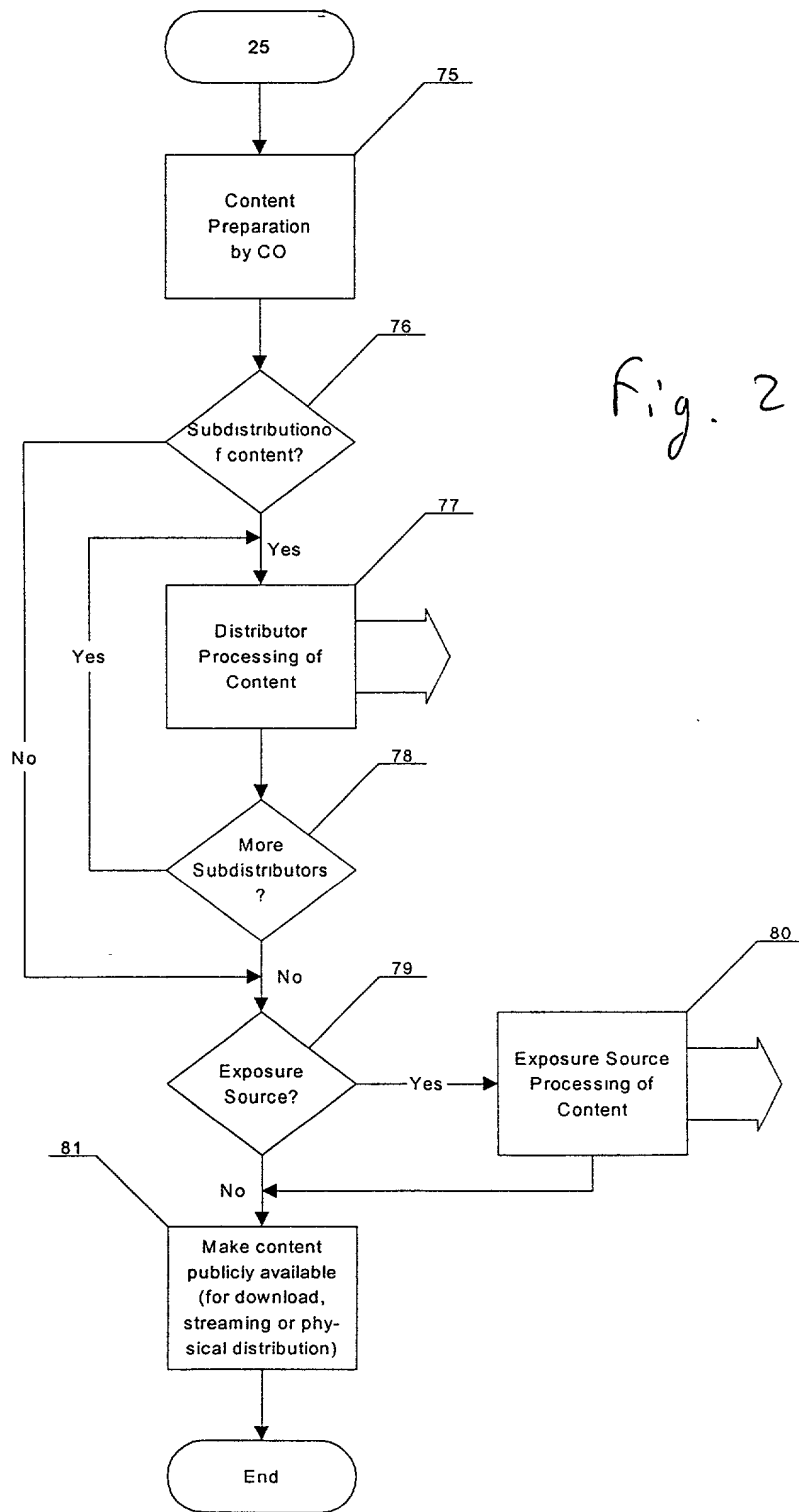 25
75
Content
Preparation
by CO
76
Subdistributiono
f content?
Fig. 2
77
Yes
Distributor
Processing of
Content
Yes
No
78
More
Subdistributors
?
80
No
79
Exposure
Source?
Yes
Exposure Source
Processing of
Content
81
No
Make content
publicly available
(for download,
streaming or phy-
sical distribution)
End